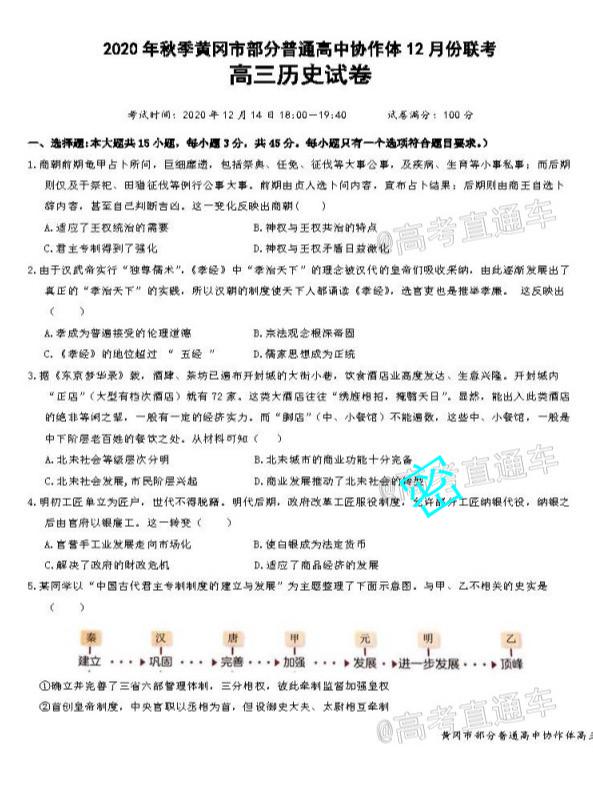 2020年秋季黄冈市部分普通高中协作体12月份联考
高三历史试卷
考试时间:2020年12月14日18:00—19:40 试卷满分:100分
一、选择题:本大题共15小题,每小题3分,共45分。每小题只有一个选项符合题目要求。)
1.商朝前期龟甲占卜所问,巨细靡遗,包括祭典、任免、征伐等大事公事,及疾病、生育等小事私事;而后期
则仅及于祭祀、田猎征伐等例行公事大事。前期由贞人选卜问内容,宣布占卜结果;后期则由商王自选卜
辞内容,甚至自己判断吉凶。这一变化反映出商朝( )
A.适应了王权统治的需要 B.神权与王权共治的特点
C.君主专制得到了强化 D.神权与王权矛盾日益激化
2.由于汉武帝实行“独尊儒术”,《孝经》中“孝治天下”的理念被汉代的皇帝们吸收采纳,由此逐渐发展出了
真正的“孝治天下”的实践,所以汉朝的制度使天下人都诵读《孝经》,选官吏也是推举孝廉。 这反映出
( )
A.孝成为普遍接受的伦理道德 B.宗法观念根深蒂固
C.《孝经》的地位超过 “ 五经 ” D.儒家思想成为正统
3.据《东京梦华录》载,酒肆、茶坊已遍布开封城的大街小巷,饮食酒店业高度发达、生意兴隆。开封城内
“正店”(大型有档次酒店)就有72家。这类大酒店往往“绣旆相招,掩翳天日”。显然,能出入此类酒店
的绝非等闲之辈,一般有一定的经济实力。而“脚店”(中、小餐馆)不能遍数,这些中、小餐馆,一般是
中下阶层老百姓的餐饮之处。从材料可知( )
A.北宋社会等级层次分明 B.北宋城市的商业功能十分完备
C.北宋社会发展,市民阶层兴起 D.商业发展推动了北宋社会的转型
4.明初工匠单立为匠户,世代不得脱籍。明代后期,政府改革工匠服役制度,允许部分工匠纳银代役,纳银之
后由官府以银雇工。这一转变( )
A.官营手工业发展走向市场化 B.使白银成为法定货币
C.解决了政府的财政危机 D.适应了商品经济的发展
5.某同学以“中国古代君主专制制度的建立与发展”为主题整理了下面示意图。与甲、乙不相关的史实是
( )
秦 汉 唐 甲 元 明 乙
建立 巩固 完善 加强 发展 进一步发展 顶峰
①确立并完善了三省六部管理体制,三分相权,彼此牵制监督加强皇权
②首创皇帝制度,中央官职以丞相为首,但设御史大夫、太尉相互牵制
黄冈市部分普通高中协作体高三
@高考直通车
@高考直通车
@高考直通车
密